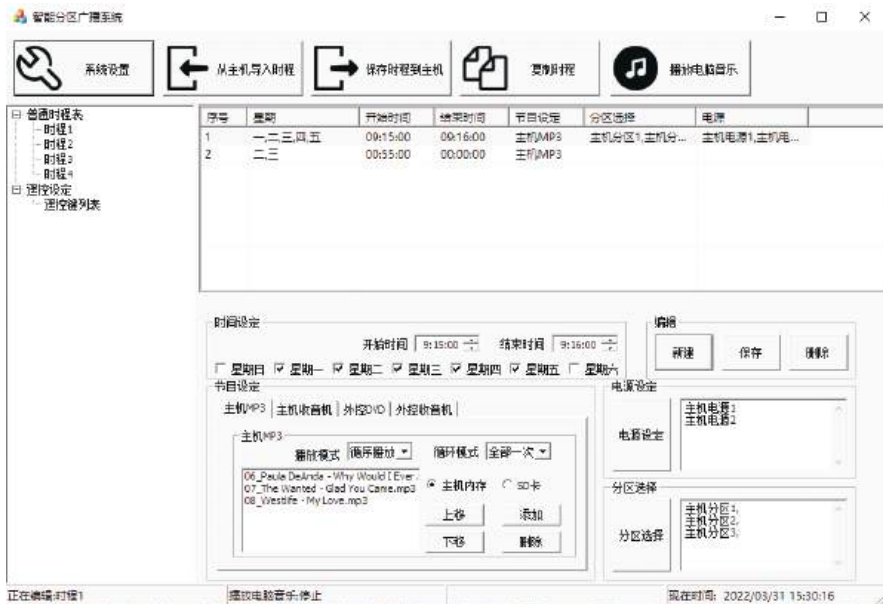 智能分区广播系统
系统设置 从主机导入时程 保存时程到主机 复制时程 播放电脑音乐
普通时程表
时程1
时程2
时程3
时程4
遥控设定
遥控键列表
序号 星期 开始时间 结束时间 节目设定 分区选择 电源
1 一,二,三,四,五 09:15:00 09:16:00 主机MP3 主机分区1,主机分... 主机电源1,主机电...
2 二,三 00:55:00 00:00:00 主机MP3
时间设定
开始时间 9:15:00 结束时间 9:16:00
星期日 星期一 星期二 星期三 星期四 星期五 星期六
编辑
新建 保存 删除
节目设定
主机MP3 主机收音机 外控DVD 外控收音机
主机MP3
播放模式 顺序播放 循环模式 全部一次
06_Paula DeAnda - Why Would I Ever
07_The Wanted - Glad You Came.mp3
08_Westlife - My Love.mp3
主机内存 SD卡
上移 添加
下移 删除
电源设定
电源设定
主机电源1
主机电源2
分区选择
分区选择
主机分区1,
主机分区2,
主机分区3,
正在编辑:时程1 播放电脑音乐:停止 现在时间: 2022/03/31 15:30:16